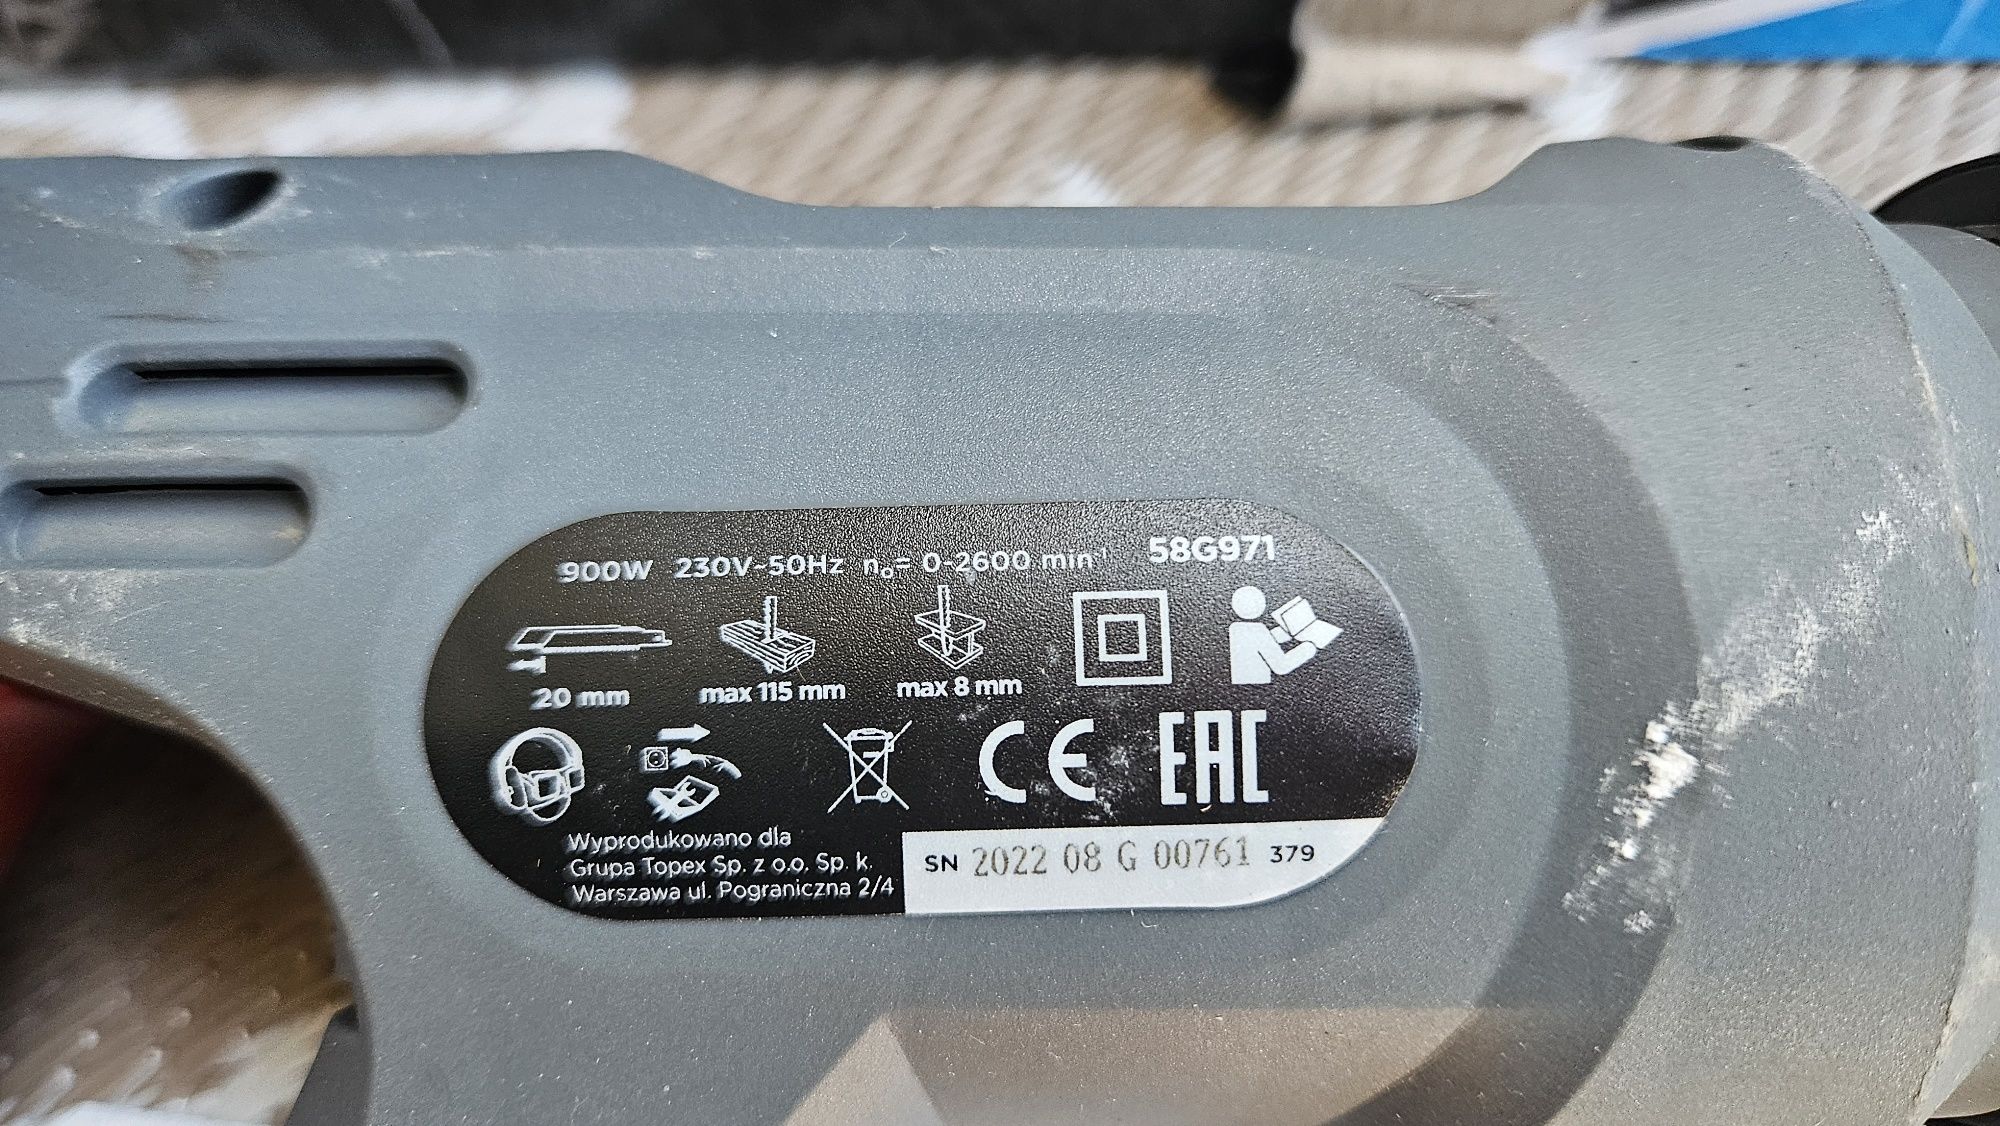 900W 230V~50Hz n₀= 0-2600 min⁻¹ 58G971
20 mm max 115 mm max 8 mm
CE EAC
Wyprodukowano dla
Grupa Topex Sp. z o.o. Sp. k.
Warszawa ul. Pograniczna 2/4
SN 2022 08 G 00761 379